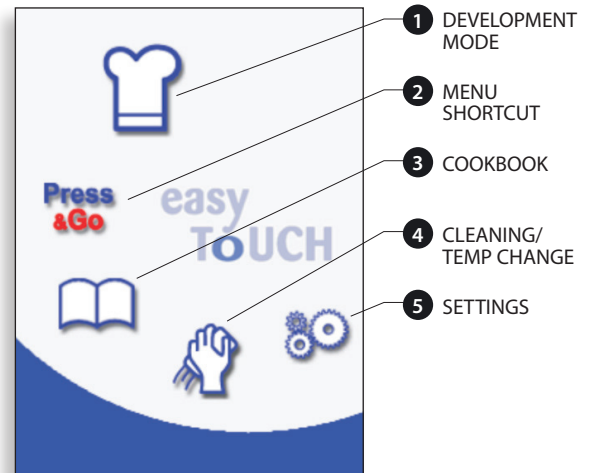 1 DEVELOPMENT
MODE
2 MENU
SHORTCUT
Press
&Go
easy
ToUCH
3 COOKBOOK
4 CLEANING/
TEMP CHANGE
5 SETTINGS